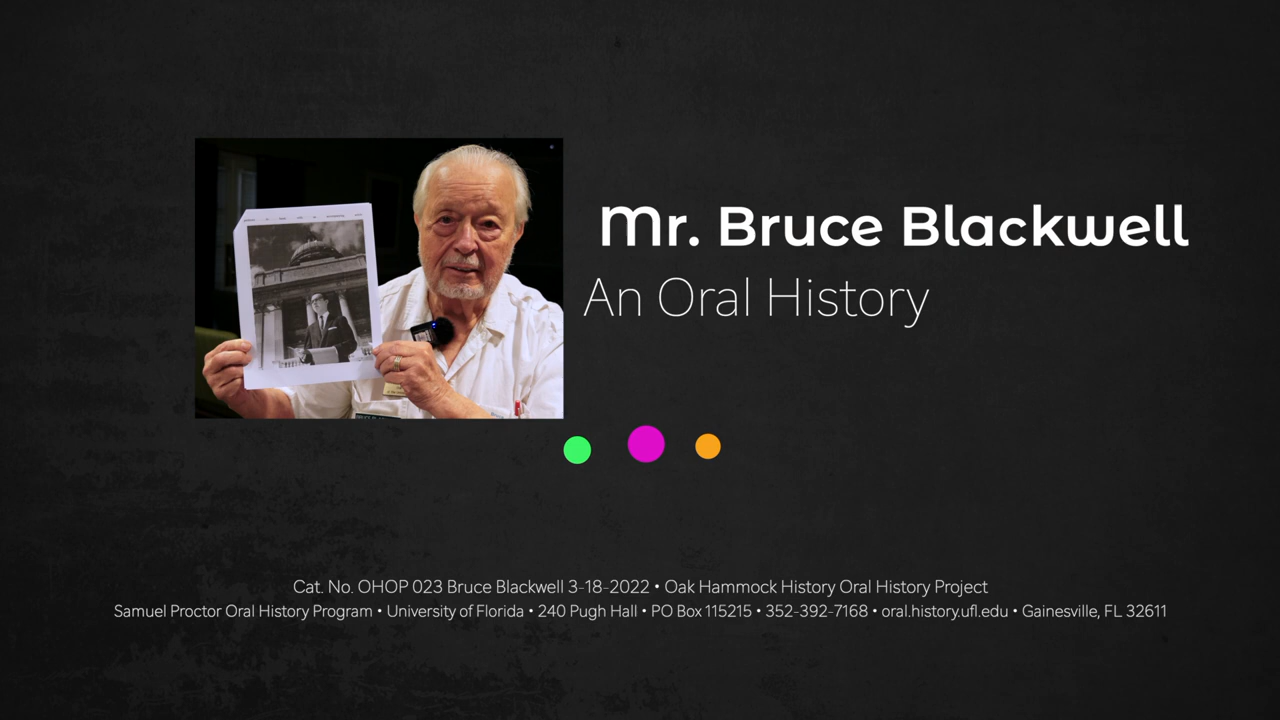 Mr. Bruce Blackwell
An Oral History
Cat. No. OHOP 023 Bruce Blackwell 3-18-2022 • Oak Hammock History Oral History Project
Samuel Proctor Oral History Program • University of Florida • 240 Pugh Hall • PO Box 115215 • 352-392-7168 • oral.history.ufl.edu • Gainesville, FL 32611